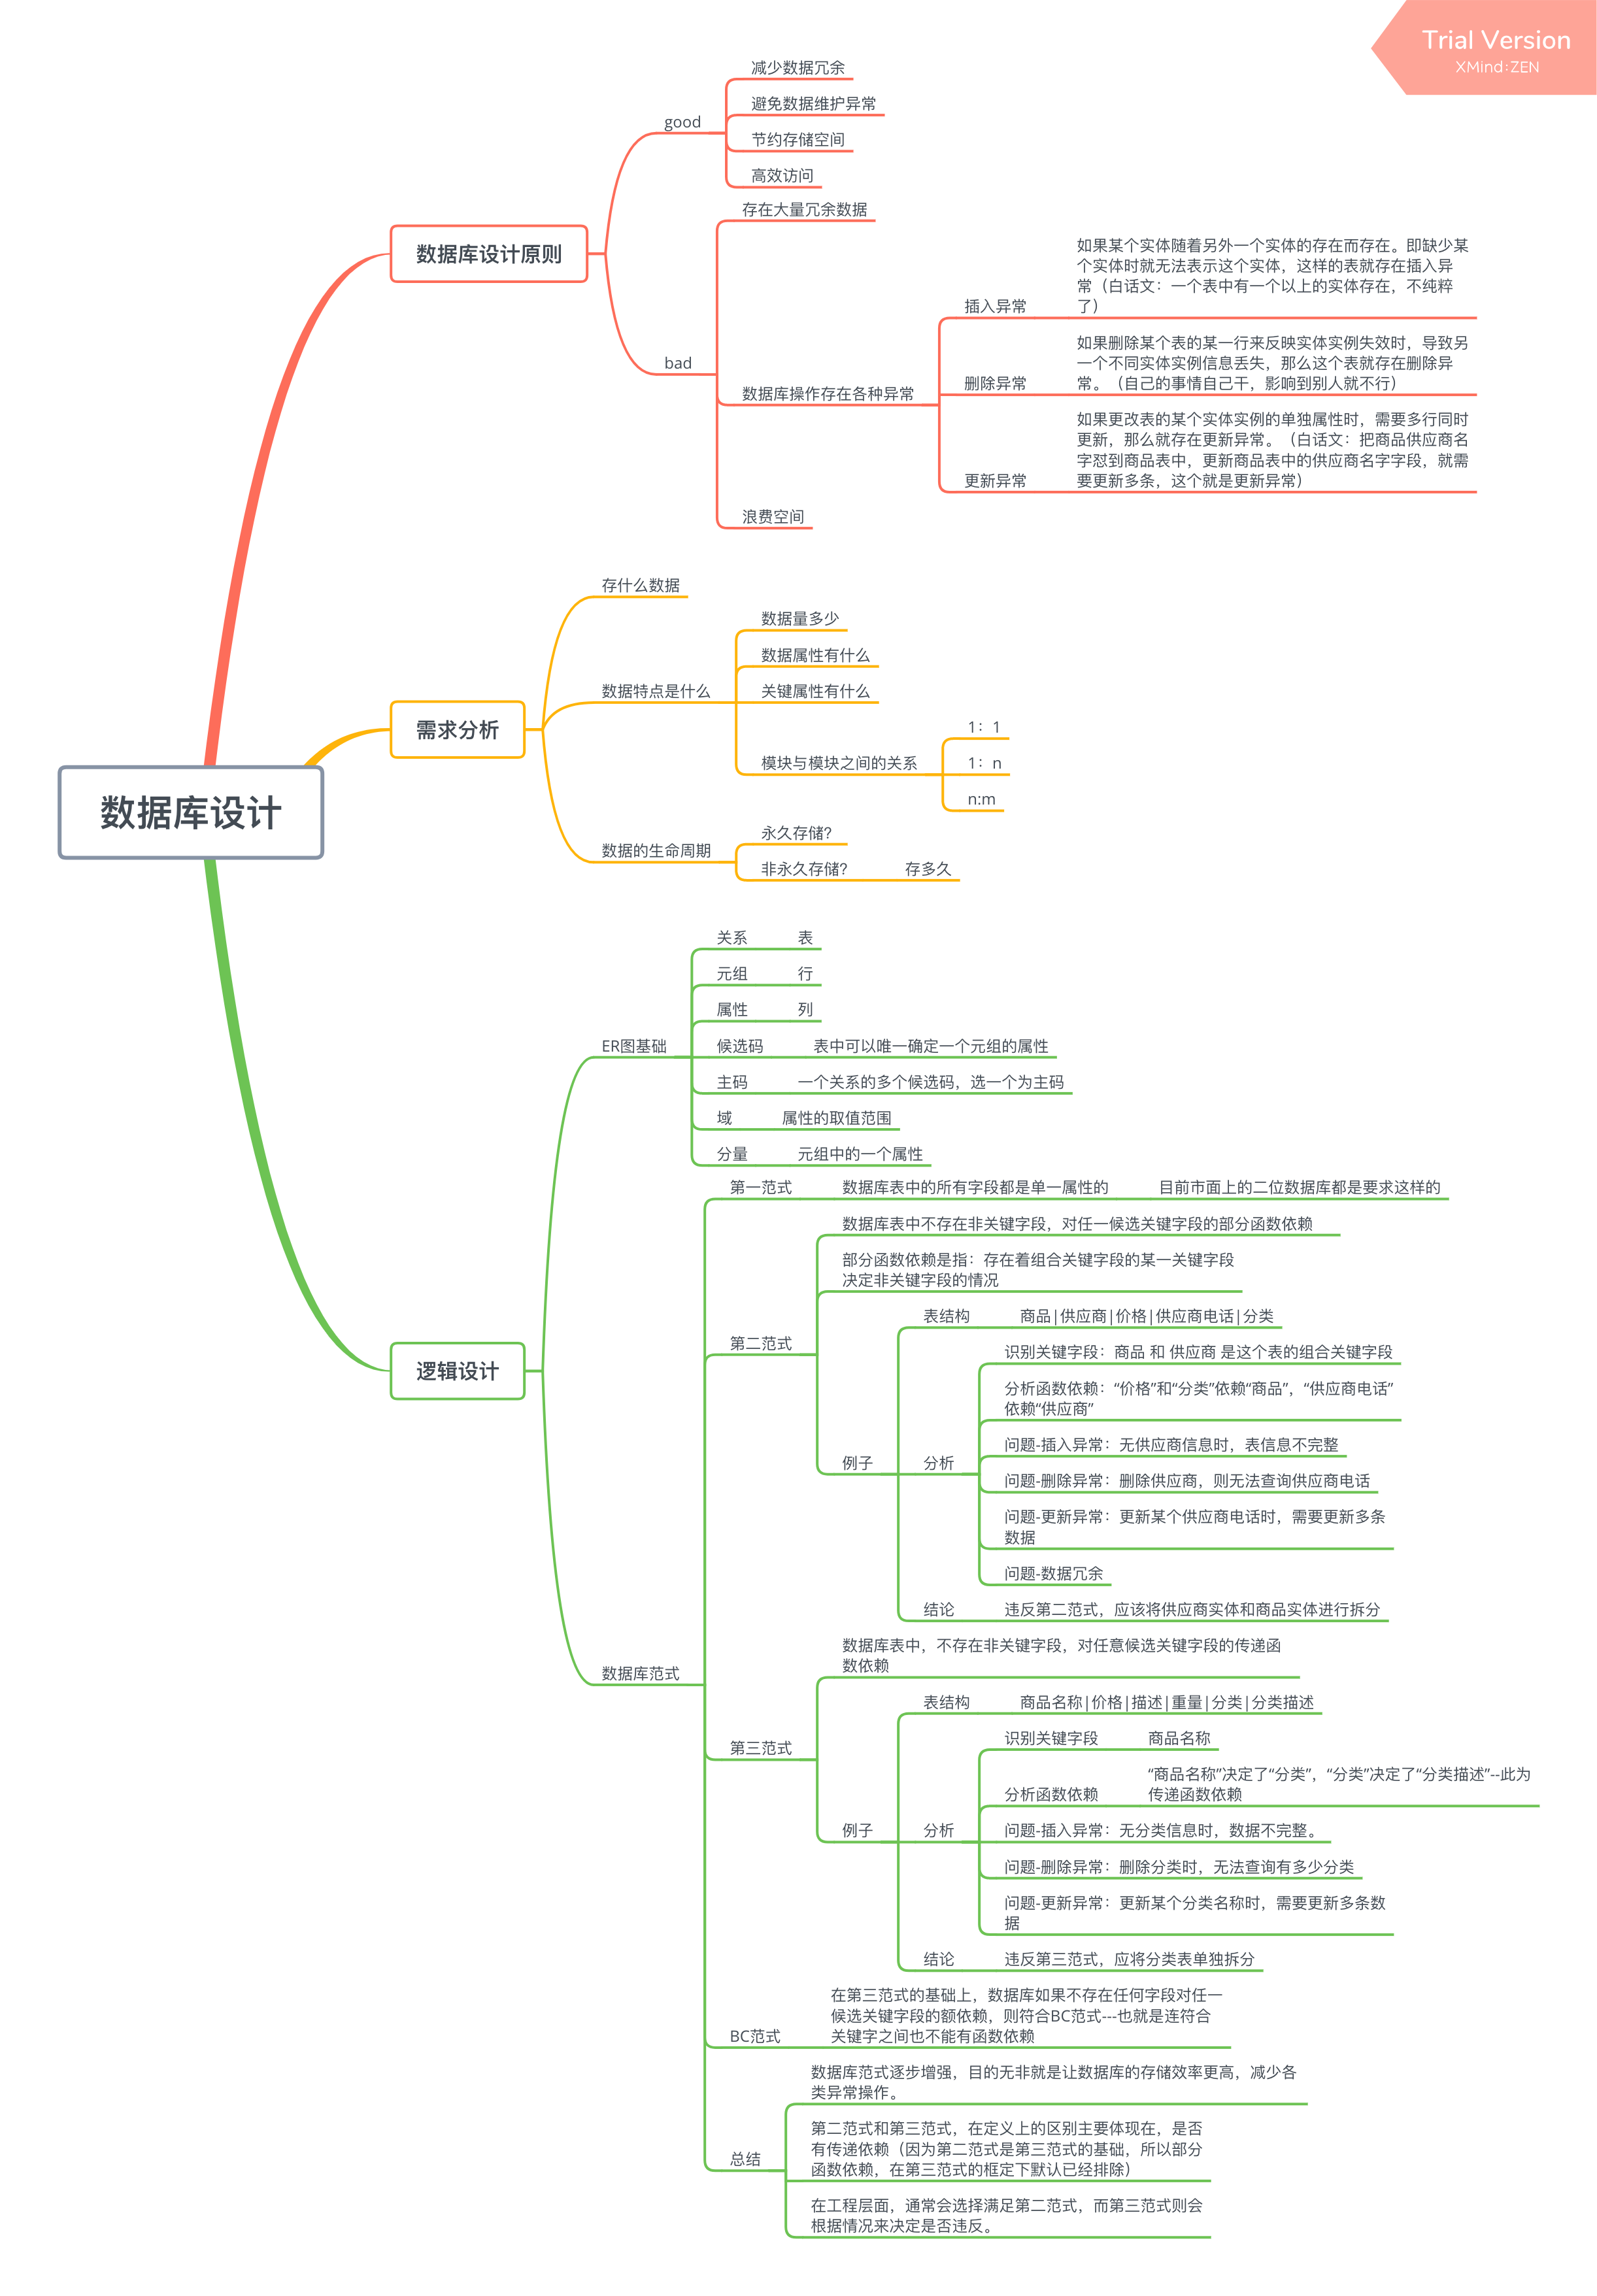 Trial Version
XMind:ZEN
数据库设计
数据库设计原则
good
减少数据冗余
避免数据维护异常
节约存储空间
高效访问
bad
存在大量冗余数据
数据库操作存在各种异常
插入异常
如果某个实体随着另外一个实体的存在而存在。即缺少某
个实体时就无法表示这个实体，这样的表就存在插入异
常（白话文：一个表中有一个以上的实体存在，不纯粹
了）
删除异常
如果删除某个表的某一行来反映实体实例失效时，导致另
一个不同实体实例信息丢失，那么这个表就存在删除异
常。（自己的事情自己干，影响到别人就不行）
更新异常
如果更改表的某个实体实例的单独属性时，需要多行同时
更新，那么就存在更新异常。（白话文：把商品供应商名
字怼到商品表中，更新商品表中的供应商名字字段，就需
要更新多条，这个就是更新异常）
浪费空间
需求分析
存什么数据
数据特点是什么
数据量多少
数据属性有什么
关键属性有什么
模块与模块之间的关系
1：1
1：n
n:m
数据的生命周期
永久存储？
非永久存储？
存多久
逻辑设计
ER图基础
关系
表
元组
行
属性
列
候选码
表中可以唯一确定一个元组的属性
主码
一个关系的多个候选码，选一个为主码
域
属性的取值范围
分量
元组中的一个属性
数据库范式
第一范式
数据库表中的所有字段都是单一属性的
目前市面上的二位数据库都是要求这样的
第二范式
数据库表中不存在非关键字段，对任一候选关键字段的部分函数依赖
部分函数依赖是指：存在着组合关键字段的某一关键字段
决定非关键字段的情况
例子
表结构
商品|供应商|价格|供应商电话|分类
分析
识别关键字段：商品 和 供应商 是这个表的组合关键字段
分析函数依赖：“价格”和“分类”依赖“商品”，“供应商电话”
依赖“供应商”
问题-插入异常：无供应商信息时，表信息不完整
问题-删除异常：删除供应商，则无法查询供应商电话
问题-更新异常：更新某个供应商电话时，需要更新多条
数据
问题-数据冗余
结论
违反第二范式，应该将供应商实体和商品实体进行拆分
第三范式
数据库表中，不存在非关键字段，对任意候选关键字段的传递函
数依赖
例子
表结构
商品名称|价格|描述|重量|分类|分类描述
分析
识别关键字段
商品名称
分析函数依赖
“商品名称”决定了“分类”，“分类”决定了“分类描述”--此为
传递函数依赖
问题-插入异常：无分类信息时，数据不完整。
问题-删除异常：删除分类时，无法查询有多少分类
问题-更新异常：更新某个分类名称时，需要更新多条数
据
结论
违反第三范式，应将分类表单独拆分
BC范式
在第三范式的基础上，数据库如果不存在任何字段对任一
候选关键字段的额依赖，则符合BC范式---也就是连符合
关键字之间也不能有函数依赖
总结
数据库范式逐步增强，目的无非就是让数据库的存储效率更高，减少各
类异常操作。
第二范式和第三范式，在定义上的区别主要体现在，是否
有传递依赖（因为第二范式是第三范式的基础，所以部分
函数依赖，在第三范式的框定下默认已经排除）
在工程层面，通常会选择满足第二范式，而第三范式则会
根据情况来决定是否违反。